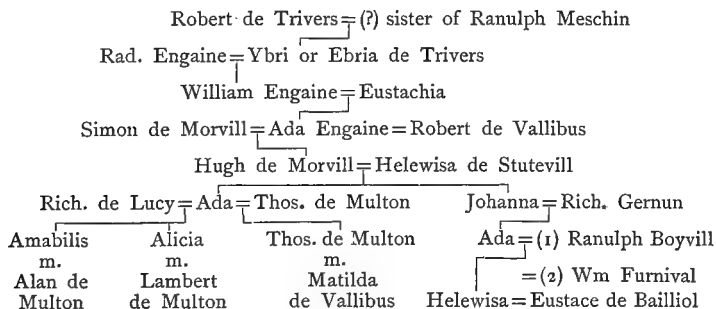 Robert de Trivers = (?) sister of Ranulph Meschin
Rad. Engaine = Ybri or Ebria de Trivers
William Engaine = Eustachia
Simon de Morvill = Ada Engaine = Robert de Vallibus
Hugh de Morvill = Helewisa de Stutevill
Rich. de Lucy = Ada = Thos. de Multon Johanna = Rich. Gernun
Amabilis Alicia Thos. de Multon Ada = (1) Ranulph Boyvill
m. m. m.
Alan de Lambert Matilda = (2) Wm Furnival
Multon de Multon de Vallibus Helewisa = Eustace de Bailliol